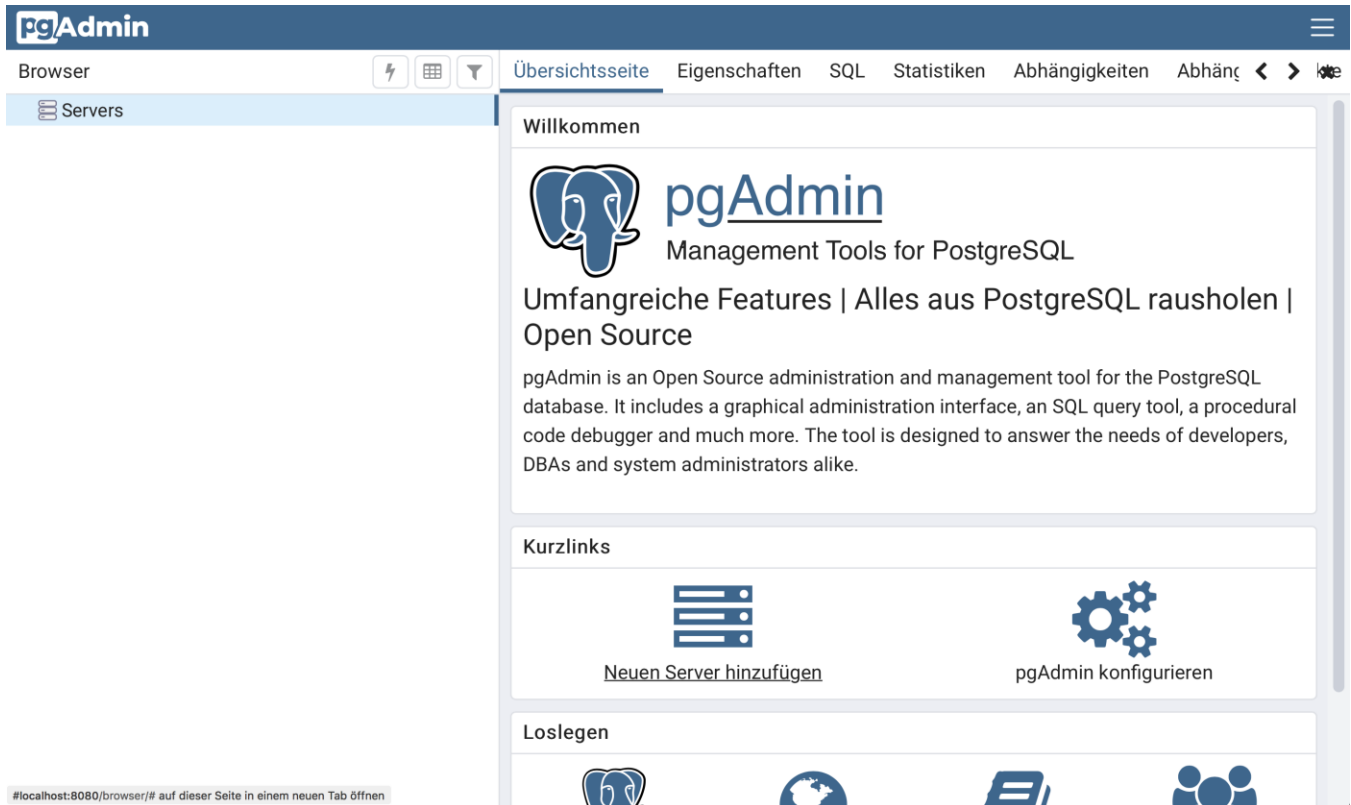 pgAdmin
Browser
Übersichtsseite Eigenschaften SQL Statistiken Abhängigkeiten
Servers
Willkommen
pgAdmin
Management Tools for PostgreSQL
Umfangreiche Features | Alles aus PostgreSQL rausholen |
Open Source
pgAdmin is an Open Source administration and management tool for the PostgreSQL
database. It includes a graphical administration interface, an SQL query tool, a procedural
code debugger and much more. The tool is designed to answer the needs of developers,
DBAs and system administrators alike.
Kurzlinks
Neuen Server hinzufügen
pgAdmin konfigurieren
Loslegen
#localhost:8080/browser/# auf dieser Seite in einem neuen Tab öffnen